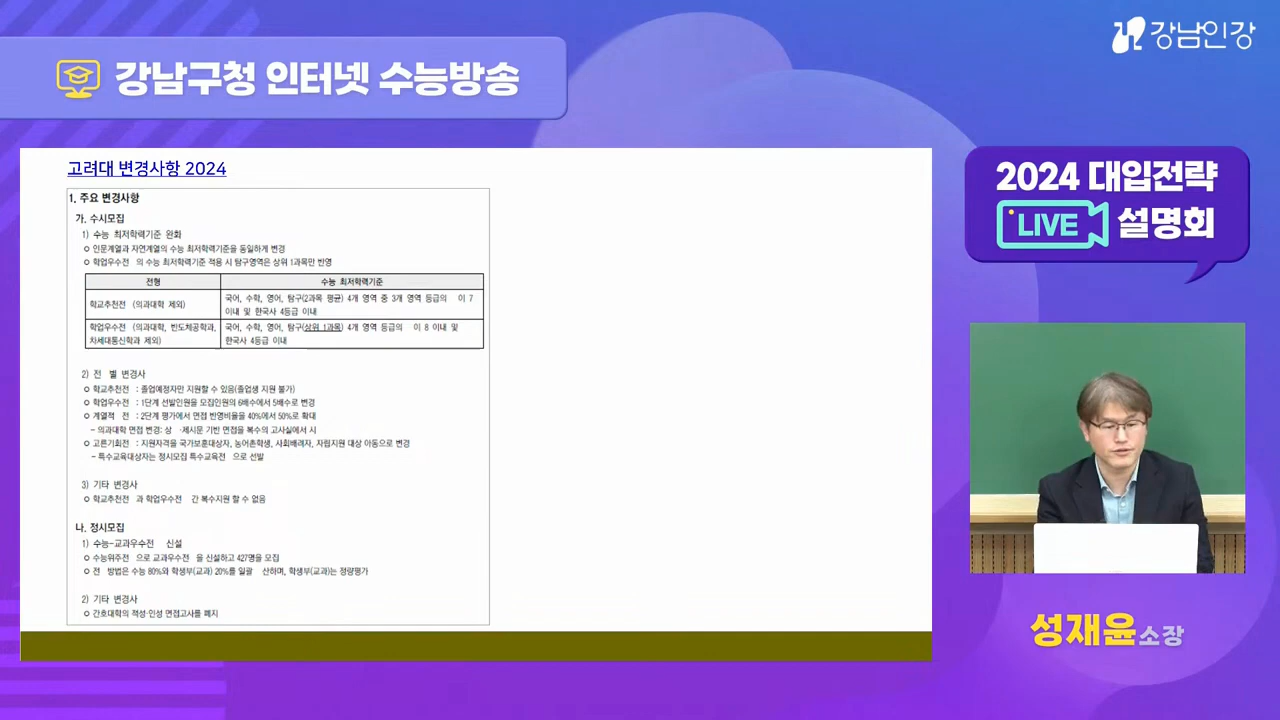 강남인강
강남구청 인터넷 수능방송
고려대 변경사항 2024
1. 주요 변경사항
가. 수시모집
1) 수능 최저학력기준 완화
o 인문계열과 자연계열의 수능 최저학력기준을 동일하게 변경
o 학업우수전 의 수능 최저학력기준 적용 시 탐구영역은 상위 1과목만 반영
전형 수능 최저학력기준
학교추천전 (의과대학 제외) 국어, 수학, 영어, 탐구(2과목 평균) 4개 영역 중 3개 영역 등급의 이 7
이내 및 한국사 4등급 이내
학업우수전 (의과대학, 반도체공학과, 국어, 수학, 영어, 탐구(상위 1과목) 4개 영역 등급의 이 8 이내 및
차세대통신학과 제외) 한국사 4등급 이내
2) 전 별 변경사
o 학교추천전 : 졸업예정자만 지원할 수 있음(졸업생 지원 불가)
o 학업우수전 : 1단계 선발인원을 모집인원의 6배수에서 5배수로 변경
o 계열적 전 : 2단계 평가에서 면접 반영비율을 40%에서 50%로 확대
- 의과대학 면접 변경: 상 ·제시문 기반 면접을 복수의 고사실에서 시
o 고른기회전 : 지원자격을 국가보훈대상자, 농어촌학생, 사회배려자, 자립지원 대상 아동으로 변경
- 특수교육대상자는 정시모집 특수교육전 으로 선발
3) 기타 변경사
o 학교추천전 과 학업우수전 간 복수지원 할 수 없음
나. 정시모집
1) 수능-교과우수전 신설
o 수능위주전 으로 교과우수전 을 신설하고 427명을 모집
o 전 방법은 수능 80%와 학생부(교과) 20%를 일괄 산하며, 학생부(교과)는 정량평가
2) 기타 변경사
o 간호대학의 적성·인성 면접고사를 폐지
2024 대입전략
LIVE 설명회
성재윤 소장